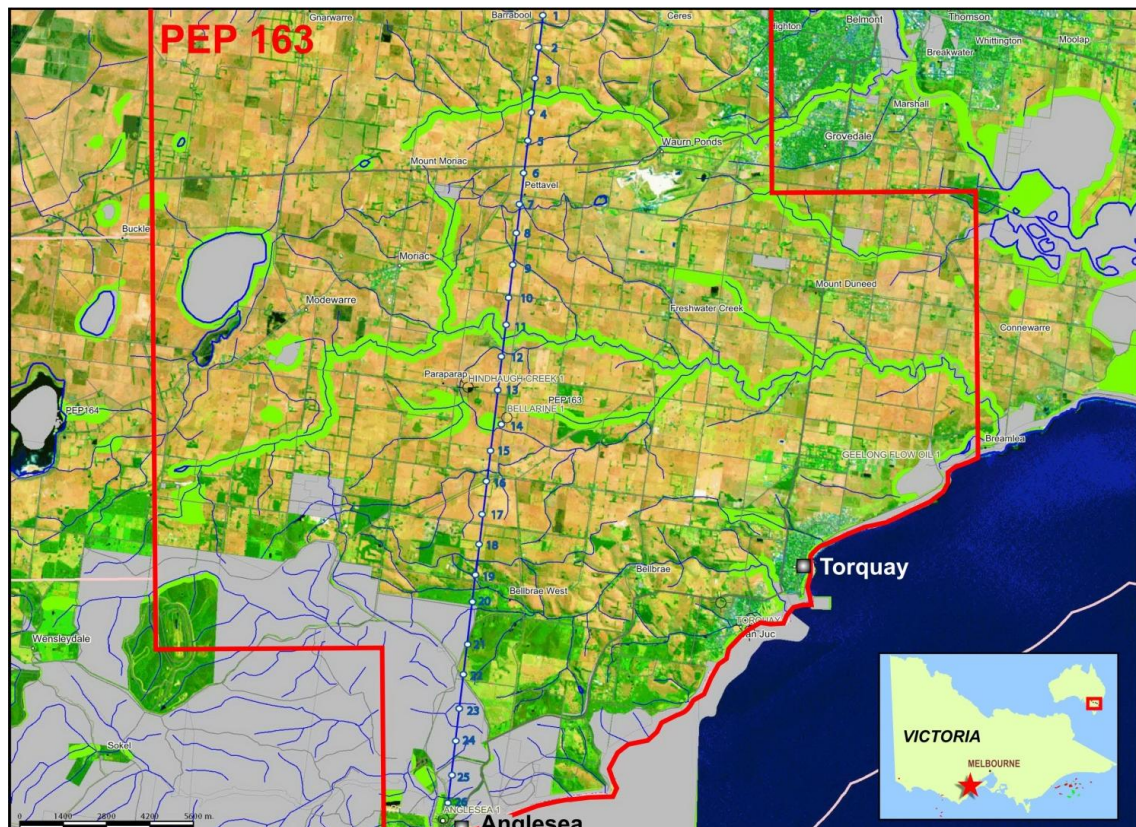 PEP 163
Gnarwarre
Barrabool
Ceres
Belmont
Thomson
Whittington
Moolap
Breakwater
Marshall
Grovedale
Waurn Ponds
Mount Moriac
Pettavel
Buckle
Moriac
Modewarre
Mount Duneed
Freshwater Creek
Connewarre
Paraparap
HINDHAUGH CREEK 1
PEP163
BELLARINE 1
PEP164
Breamlea
GEELONG FLOW OIL 1
Bellbrae
Bellbrae West
Torquay
Wensleydale
Sokel
ANGLESEA 1
Anglesea
1
2
3
4
5
6
7
8
9
10
11
12
13
14
15
16
17
18
19
20
21
22
23
24
25
26
0 1400 2800 4200 5600 m.
VICTORIA
MELBOURNE